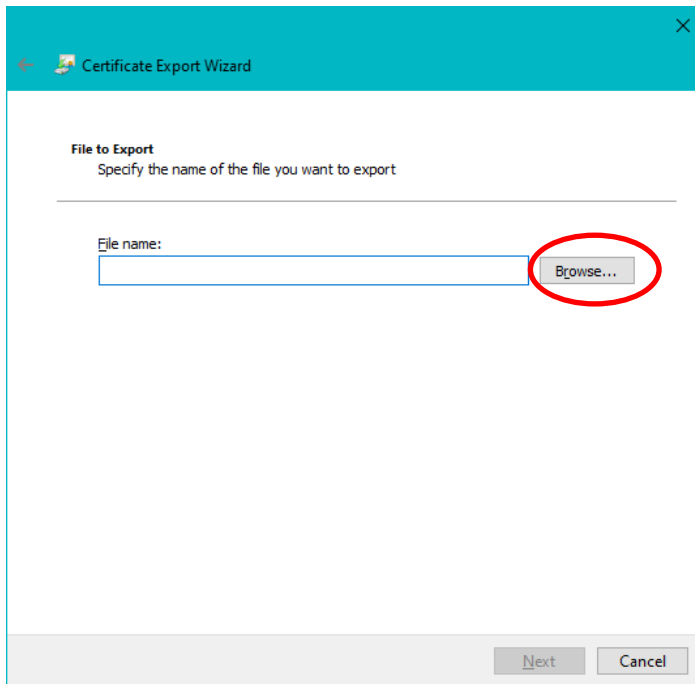 Certificate Export Wizard
File to Export
Specify the name of the file you want to export
File name:
Browse...
Next Cancel